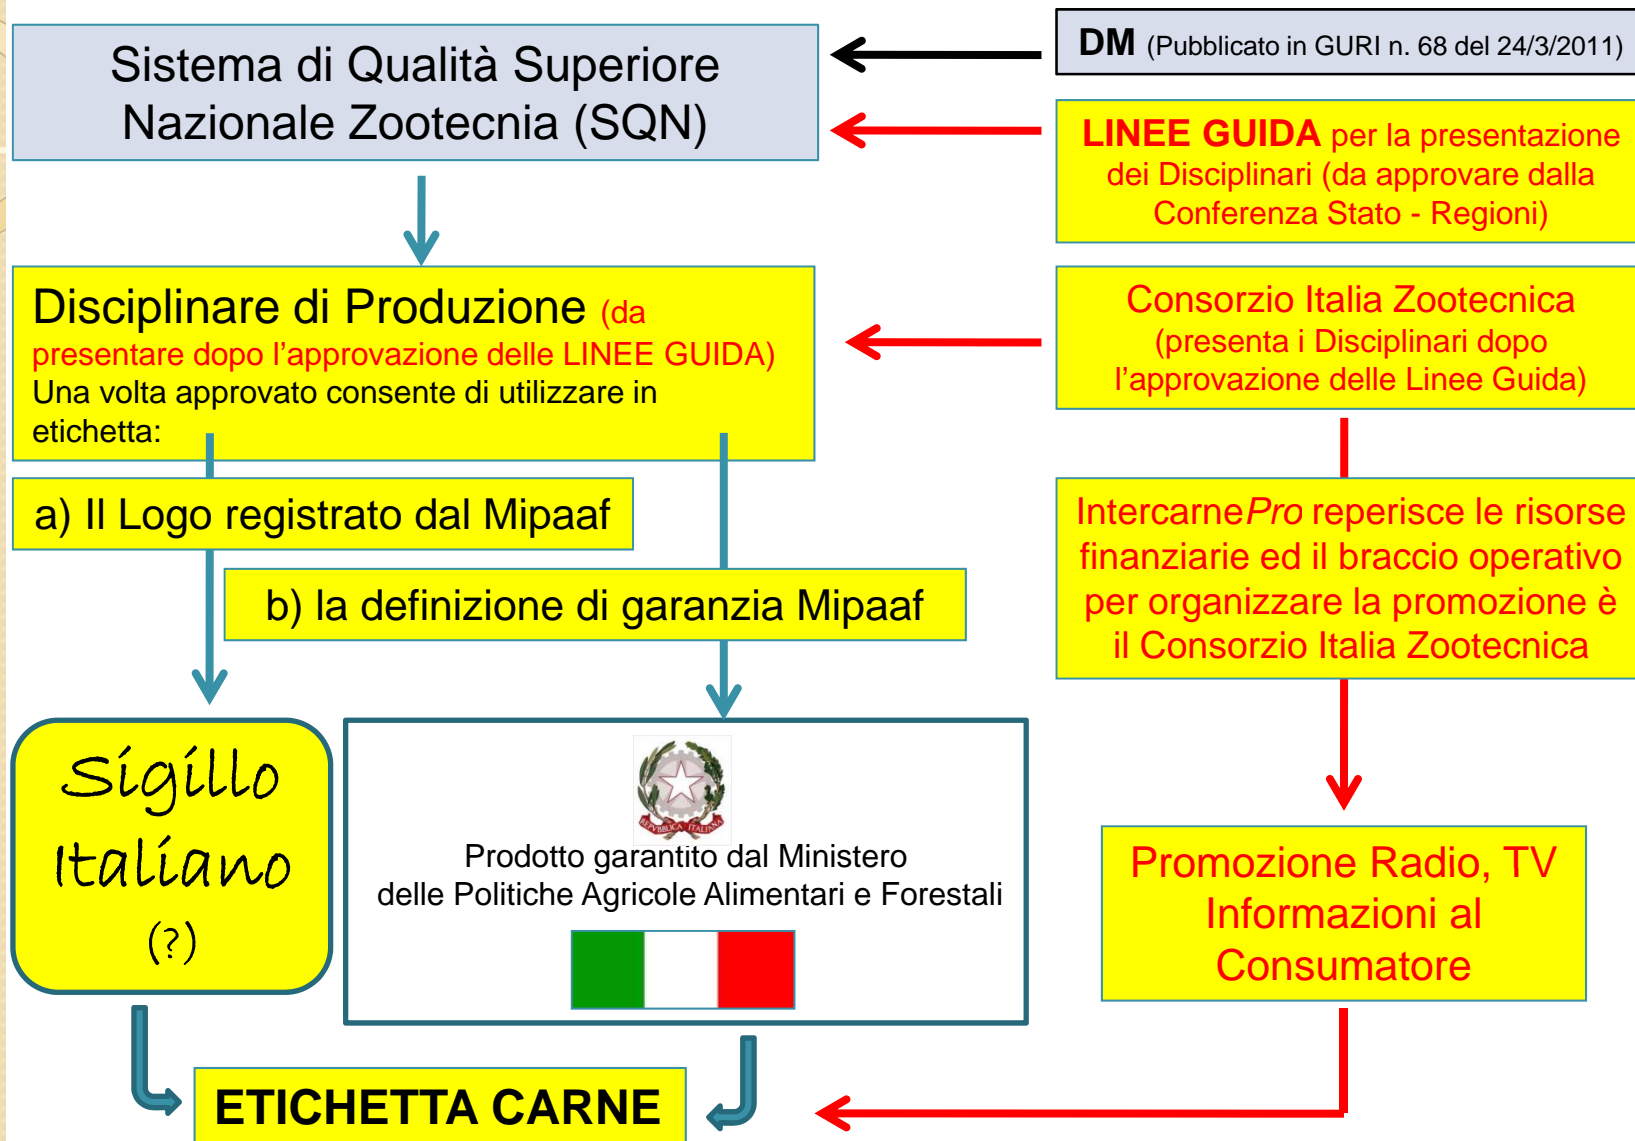 Sistema di Qualità Superiore
Nazionale Zootecnia (SQN)
DM (Pubblicato in GURI n. 68 del 24/3/2011)
LINEE GUIDA per la presentazione
dei Disciplinari (da approvare dalla
Conferenza Stato - Regioni)
Disciplinare di Produzione (da
presentare dopo l’approvazione delle LINEE GUIDA)
Una volta approvato consente di utilizzare in
etichetta:
Consorzio Italia Zootecnica
(presenta i Disciplinari dopo
l’approvazione delle Linee Guida)
a) Il Logo registrato dal Mipaaf
b) la definizione di garanzia Mipaaf
IntercarnePro reperisce le risorse
finanziarie ed il braccio operativo
per organizzare la promozione è
il Consorzio Italia Zootecnica
Sigillo
Italiano
(?)
REPVBBLICA ITALIANA
Prodotto garantito dal Ministero
delle Politiche Agricole Alimentari e Forestali
Promozione Radio, TV
Informazioni al
Consumatore
ETICHETTA CARNE